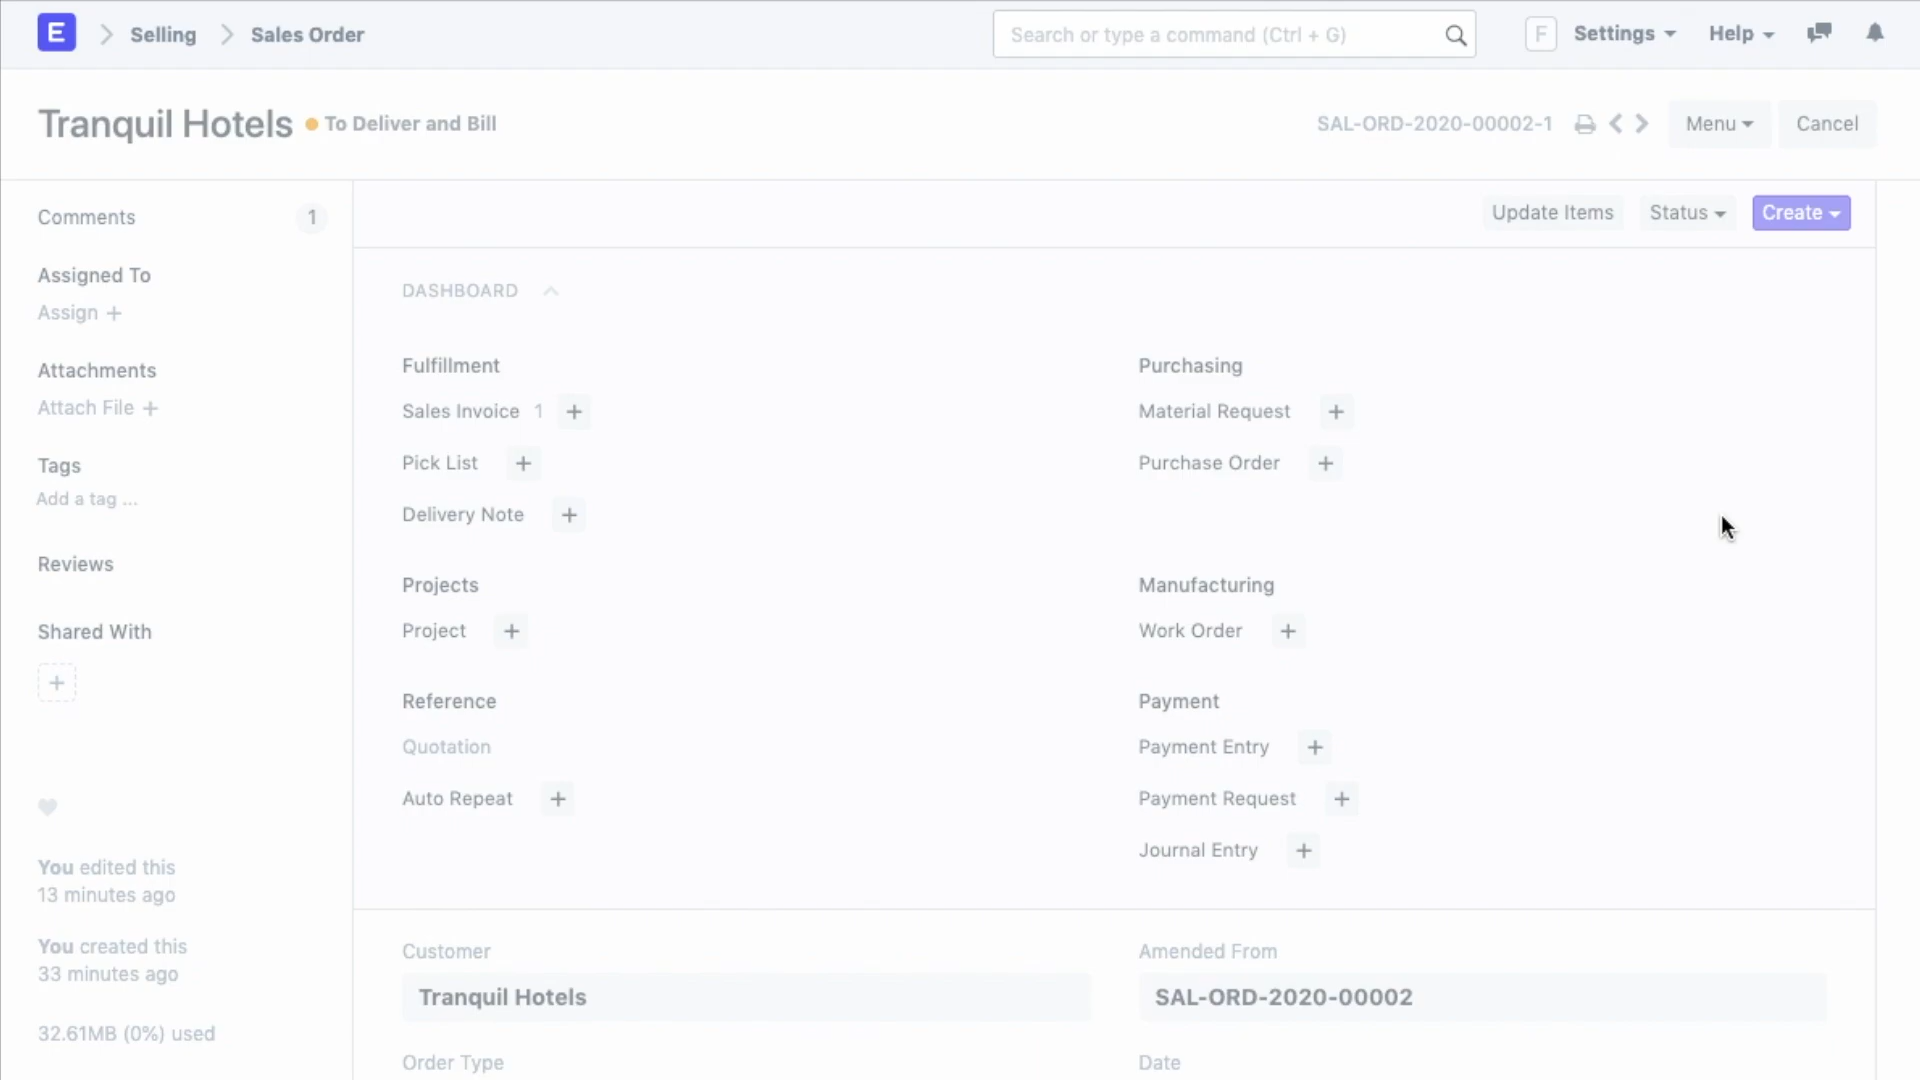 E Selling Sales Order Search or type a command (Ctrl + G) F Settings Help
Tranquil Hotels To Deliver and Bill SAL-ORD-2020-00002-1 Menu Cancel
Comments 1
Update Items Status Create
Assigned To
Assign +
Attachments
Attach File +
Tags
Add a tag ...
Reviews
Shared With
+
You edited this
13 minutes ago
You created this
33 minutes ago
32.61MB (0%) used
DASHBOARD
Fulfillment
Sales Invoice 1 +
Pick List +
Delivery Note +
Purchasing
Material Request +
Purchase Order +
Projects
Project +
Manufacturing
Work Order +
Reference
Quotation
Auto Repeat +
Payment
Payment Entry +
Payment Request +
Journal Entry +
Customer
Tranquil Hotels
Amended From
SAL-ORD-2020-00002
Order Type
Date